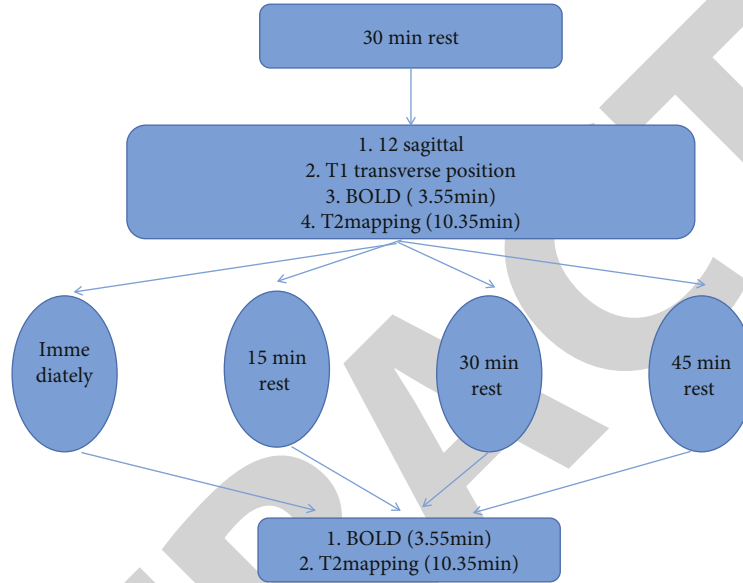 30 min rest
1. 12 sagittal
2. T1 transverse position
3. BOLD ( 3.55min)
4. T2mapping (10.35min)
Imme
diately
15 min
rest
30 min
rest
45 min
rest
1. BOLD (3.55min)
2. T2mapping (10.35min)